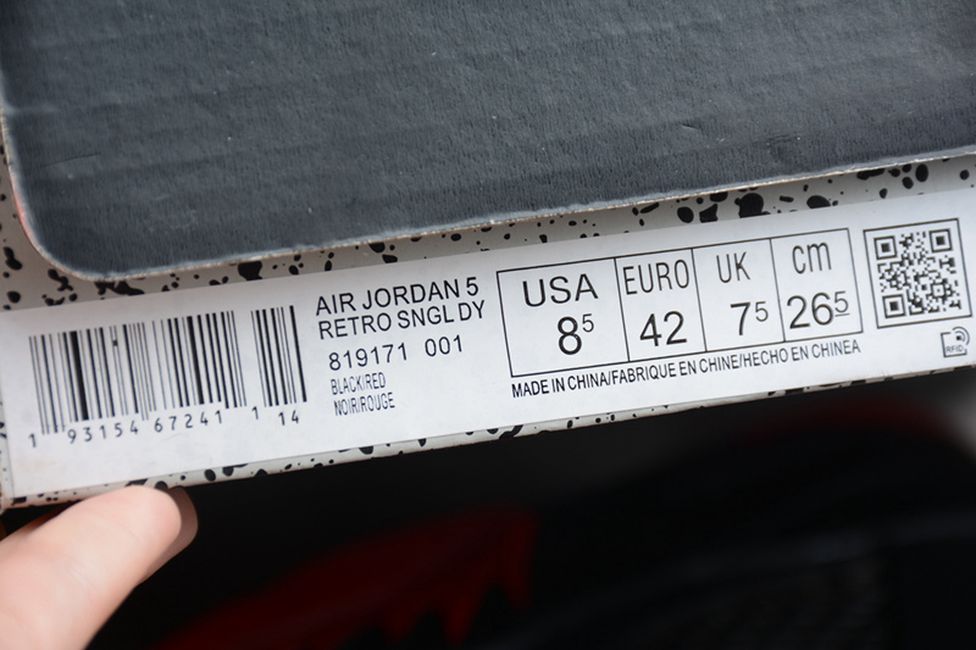 AIR JORDAN 5
RETRO SNGL DY
819171 001
BLACK/RED
NOIR/ROUGE
1 93154 67241 1 14
USA
8⁵
EURO
42
UK
7⁵
cm
26⁵
MADE IN CHINA/FABRIQUE EN CHINE/HECHO EN CHINEA
RFID